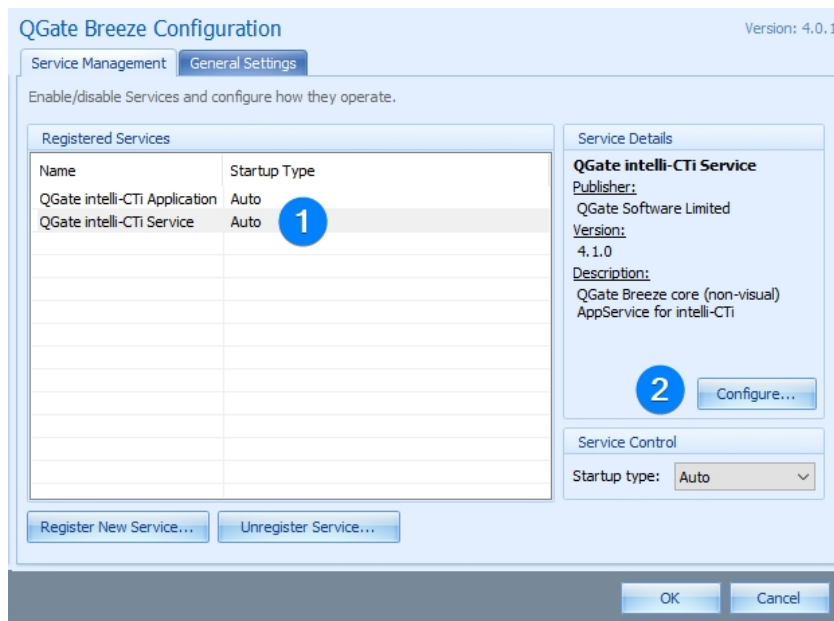 QGate Breeze Configuration
Version: 4.0.1
Service Management
General Settings
Enable/disable Services and configure how they operate.
Registered Services
Name
Startup Type
QGate intelli-CTi Application
Auto
QGate intelli-CTi Service
Auto
1
Service Details
QGate intelli-CTi Service
Publisher:
QGate Software Limited
Version:
4.1.0
Description:
QGate Breeze core (non-visual)
AppService for intelli-CTi
2
Configure...
Service Control
Startup type:
Auto
Register New Service...
Unregister Service...
OK
Cancel